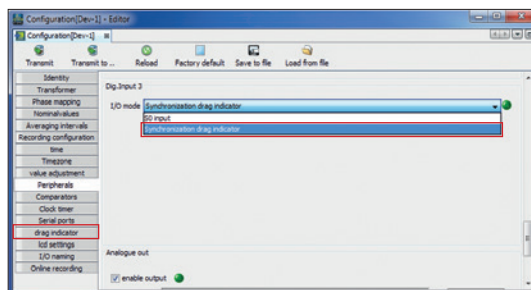 Configuration[Dev-1] - Editor
Configuration[Dev-1]
Transmit
Transmit to ...
Reload
Factory default
Save to file
Load from file
Identity
Transformer
Phase mapping
Nominalvalues
Averaging intervals
Recording configuration
time
Timezone
value adjustment
Peripherals
Comparators
Clock timer
Serial ports
drag indicator
lcd settings
I/O naming
Online recording
Dig.Input 3
I/O mode
Synchronization drag indicator
S0 input
Synchronization drag indicator
Analogue out
enable output